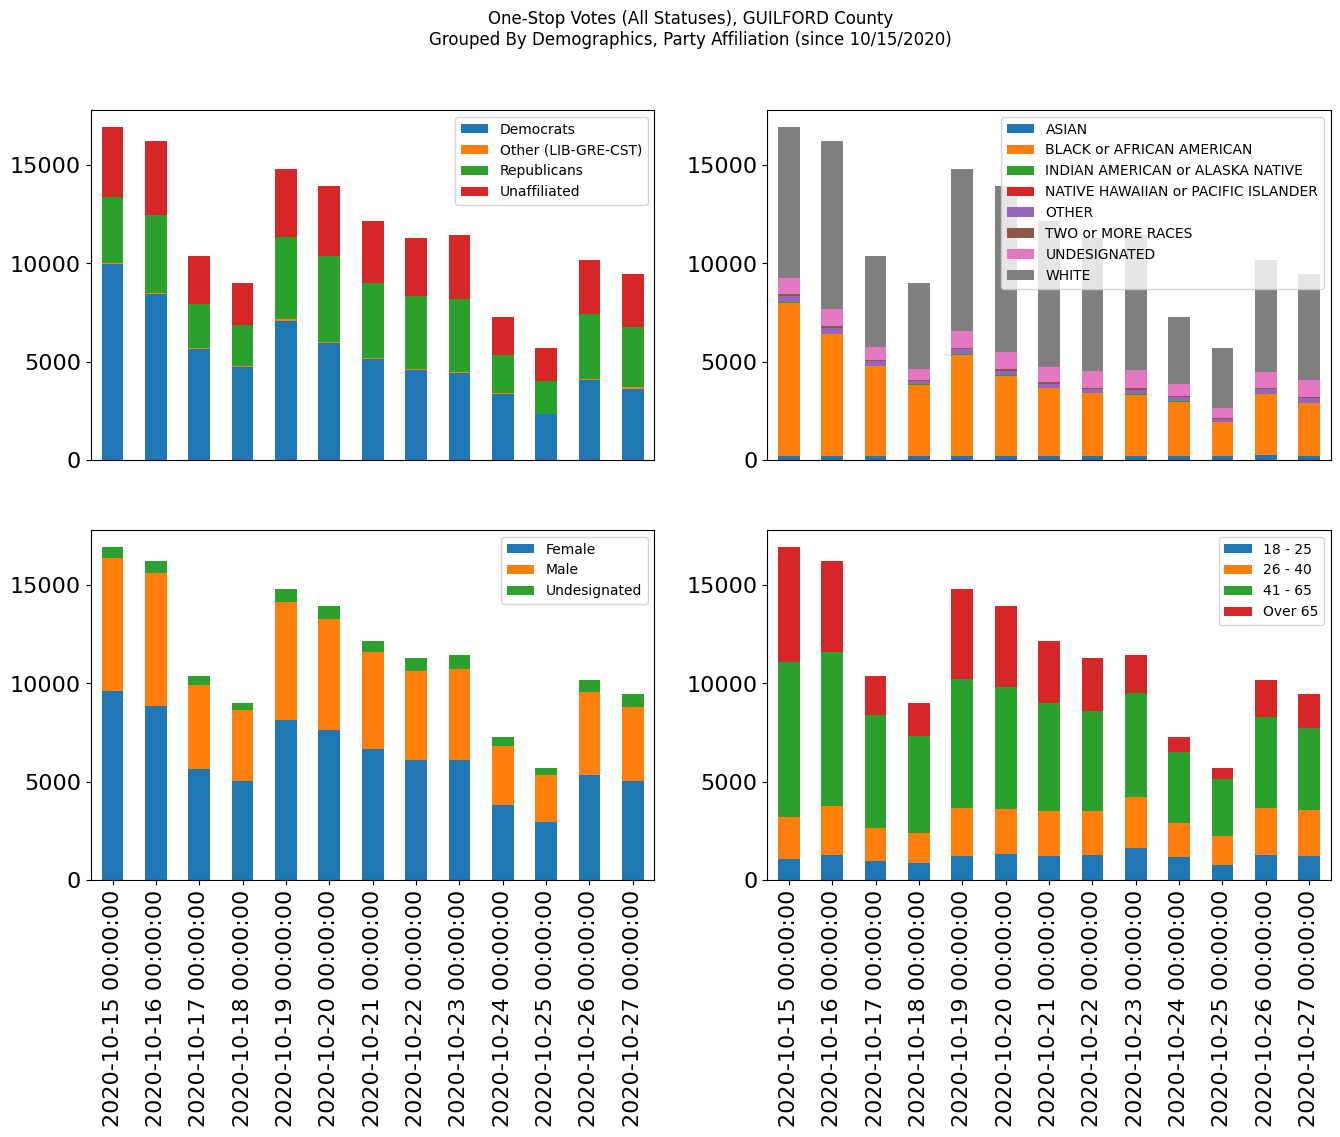 One-Stop Votes (All Statuses), GUILFORD County
Grouped By Demographics, Party Affiliation (since 10/15/2020)
15000
10000
5000
0
Democrats
Other (LIB-GRE-CST)
Republicans
Unaffiliated
15000
10000
5000
0
ASIAN
BLACK or AFRICAN AMERICAN
INDIAN AMERICAN or ALASKA NATIVE
NATIVE HAWAIIAN or PACIFIC ISLANDER
OTHER
TWO or MORE RACES
UNDESIGNATED
WHITE
15000
10000
5000
0
Female
Male
Undesignated
2020-10-15 00:00:00
2020-10-16 00:00:00
2020-10-17 00:00:00
2020-10-18 00:00:00
2020-10-19 00:00:00
2020-10-20 00:00:00
2020-10-21 00:00:00
2020-10-22 00:00:00
2020-10-23 00:00:00
2020-10-24 00:00:00
2020-10-25 00:00:00
2020-10-26 00:00:00
2020-10-27 00:00:00
15000
10000
5000
0
18 - 25
26 - 40
41 - 65
Over 65
2020-10-15 00:00:00
2020-10-16 00:00:00
2020-10-17 00:00:00
2020-10-18 00:00:00
2020-10-19 00:00:00
2020-10-20 00:00:00
2020-10-21 00:00:00
2020-10-22 00:00:00
2020-10-23 00:00:00
2020-10-24 00:00:00
2020-10-25 00:00:00
2020-10-26 00:00:00
2020-10-27 00:00:00